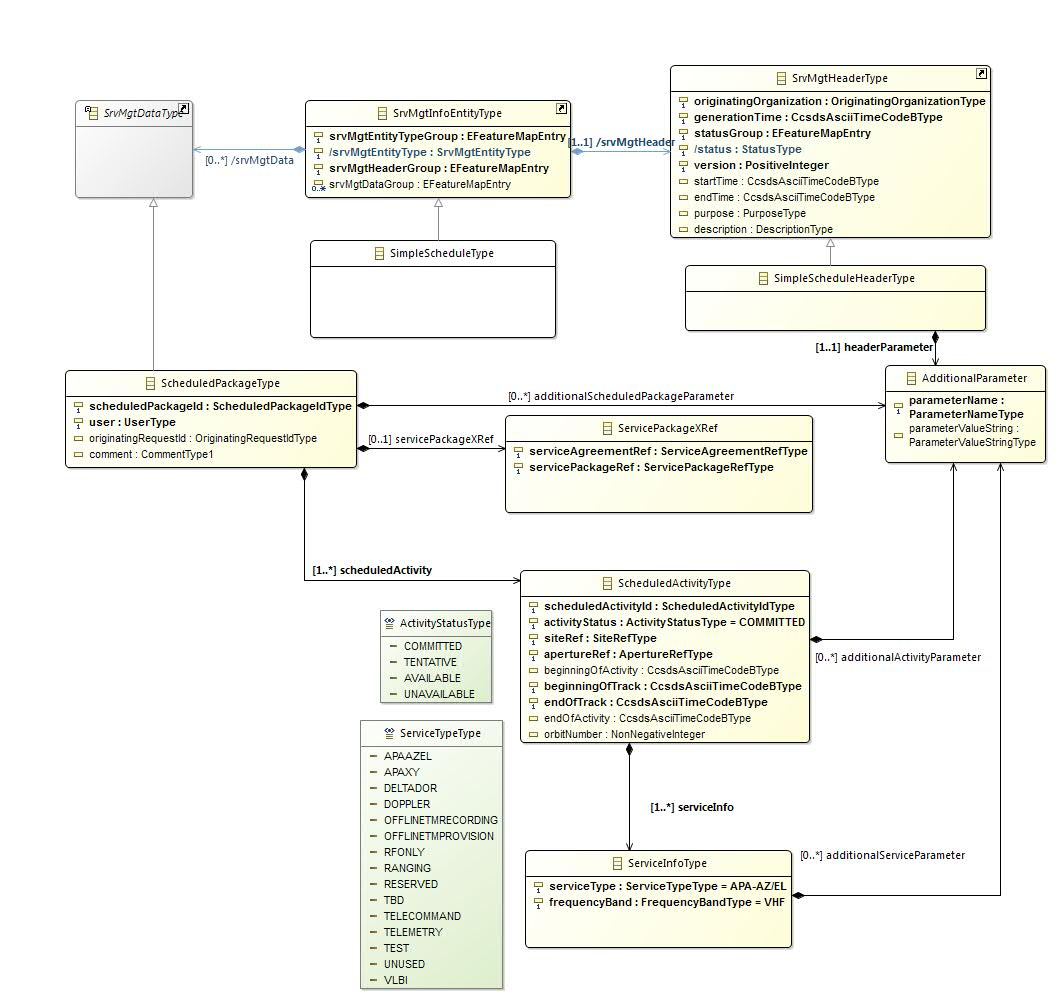 SrvMgtDataType
[0..*] /srvMgtData
SrvMgtInfoEntityType
srvMgtEntityTypeGroup : EFeatureMapEntry
/srvMgtEntityType : SrvMgtEntityType
srvMgtHeaderGroup : EFeatureMapEntry
0..* srvMgtDataGroup : EFeatureMapEntry
[1..1] /srvMgtHeader
SrvMgtHeaderType
originatingOrganization : OriginatingOrganizationType
generationTime : CcsdsAsciiTimeCodeBType
statusGroup : EFeatureMapEntry
/status : StatusType
version : PositiveInteger
startTime : CcsdsAsciiTimeCodeBType
endTime : CcsdsAsciiTimeCodeBType
purpose : PurposeType
description : DescriptionType
SimpleScheduleType
SimpleScheduleHeaderType
[1..1] headerParameter
ScheduledPackageType
scheduledPackageId : ScheduledPackageIdType
user : UserType
originatingRequestId : OriginatingRequestIdType
comment : CommentType1
[0..*] additionalScheduledPackageParameter
[0..1] servicePackageXRef
ServicePackageXRef
serviceAgreementRef : ServiceAgreementRefType
servicePackageRef : ServicePackageRefType
AdditionalParameter
parameterName :
ParameterNameType
parameterValueString :
ParameterValueStringType
[1..*] scheduledActivity
ScheduledActivityType
scheduledActivityId : ScheduledActivityIdType
activityStatus : ActivityStatusType = COMMITTED
siteRef : SiteRefType
apertureRef : ApertureRefType
beginningOfActivity : CcsdsAsciiTimeCodeBType
beginningOfTrack : CcsdsAsciiTimeCodeBType
endOfTrack : CcsdsAsciiTimeCodeBType
endOfActivity : CcsdsAsciiTimeCodeBType
orbitNumber : NonNegativeInteger
[0..*] additionalActivityParameter
ActivityStatusType
COMMITTED
TENTATIVE
AVAILABLE
UNAVAILABLE
ServiceTypeType
APAAZEL
APAXY
DELTADOR
DOPPLER
OFFLINETMRECORDING
OFFLINETMPROVISION
RFONLY
RANGING
RESERVED
TBD
TELECOMMAND
TELEMETRY
TEST
UNUSED
VLBI
[1..*] serviceInfo
ServiceInfoType
serviceType : ServiceTypeType = APA-AZ/EL
frequencyBand : FrequencyBandType = VHF
[0..*] additionalServiceParameter